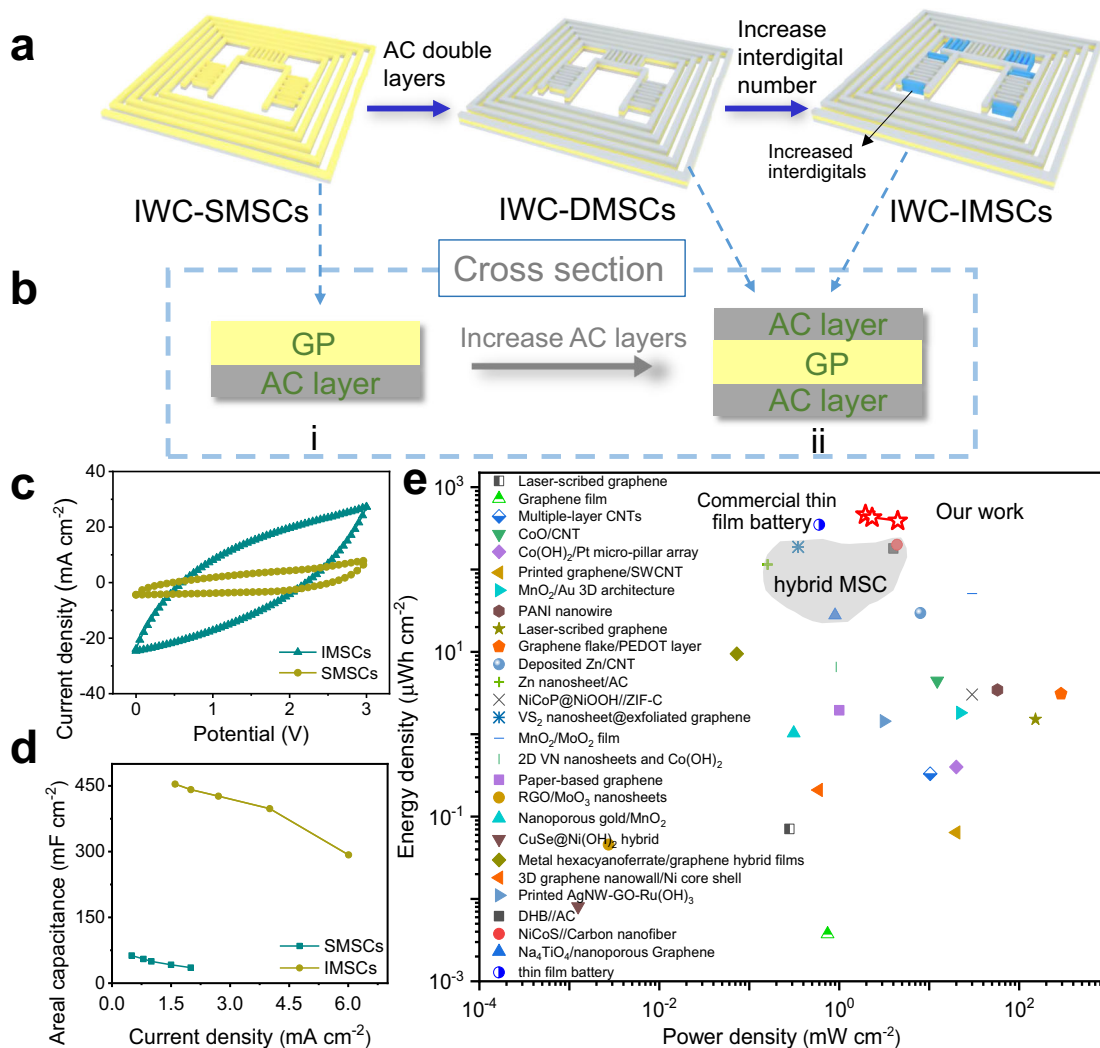 a
AC double
layers
Increase
interdigital
number
Increased
interdigitals
IWC-SMSCs
IWC-DMSCs
IWC-IMSCs
b
Cross section
GP
AC layer
i
Increase AC layers
AC layer
GP
AC layer
ii
c
Current density (mA cm⁻²)
40
20
0
-20
-40
0
1
2
3
IMSCs
SMSCs
Potential (V)
d
Areal capacitance (mF cm⁻²)
450
300
150
0
0.0
1.5
3.0
4.5
6.0
SMSCs
IMSCs
Current density (mA cm⁻²)
e
Energy density (µWh cm⁻²)
10³
10¹
10⁻¹
10⁻³
Laser-scribed graphene
Graphene film
Multiple-layer CNTs
CoO/CNT
Co(OH)₂/Pt micro-pillar array
Printed graphene/SWCNT
MnO₂/Au 3D architecture
PANI nanowire
Laser-scribed graphene
Graphene flake/PEDOT layer
Deposited Zn/CNT
Zn nanosheet/AC
NiCoP@NiOOH//ZIF-C
VS₂ nanosheet@exfoliated graphene
MnO₂/MoO₂ film
2D VN nanosheets and Co(OH)₂
Paper-based graphene
RGO/MoO₃ nanosheets
Nanoporous gold/MnO₂
CuSe@Ni(OH)₂ hybrid
Metal hexacyanoferrate/graphene hybrid films
3D graphene nanowall/Ni core shell
Printed AgNW-GO-Ru(OH)₃
DHB//AC
NiCoS//Carbon nanofiber
Na₄TiO₄/nanoporous Graphene
thin film battery
Commercial thin
film battery
Our work
hybrid MSC
10⁻⁴
10⁻²
10⁰
10²
Power density (mW cm⁻²)